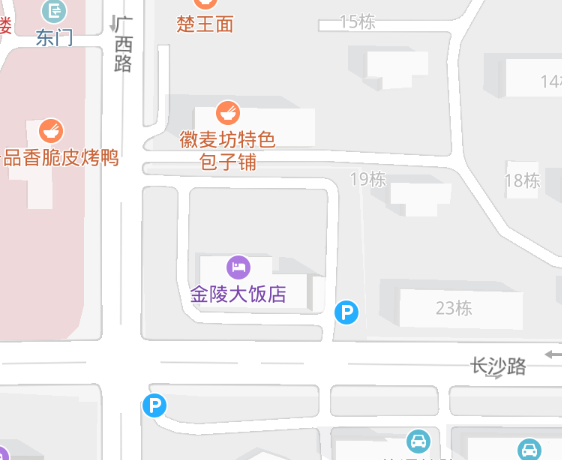 楼
东门
广西路
楚王面
15栋
14
徽麦坊特色
包子铺
品香脆皮烤鸭
19栋
18栋
金陵大饭店
P
23栋
长沙路
P